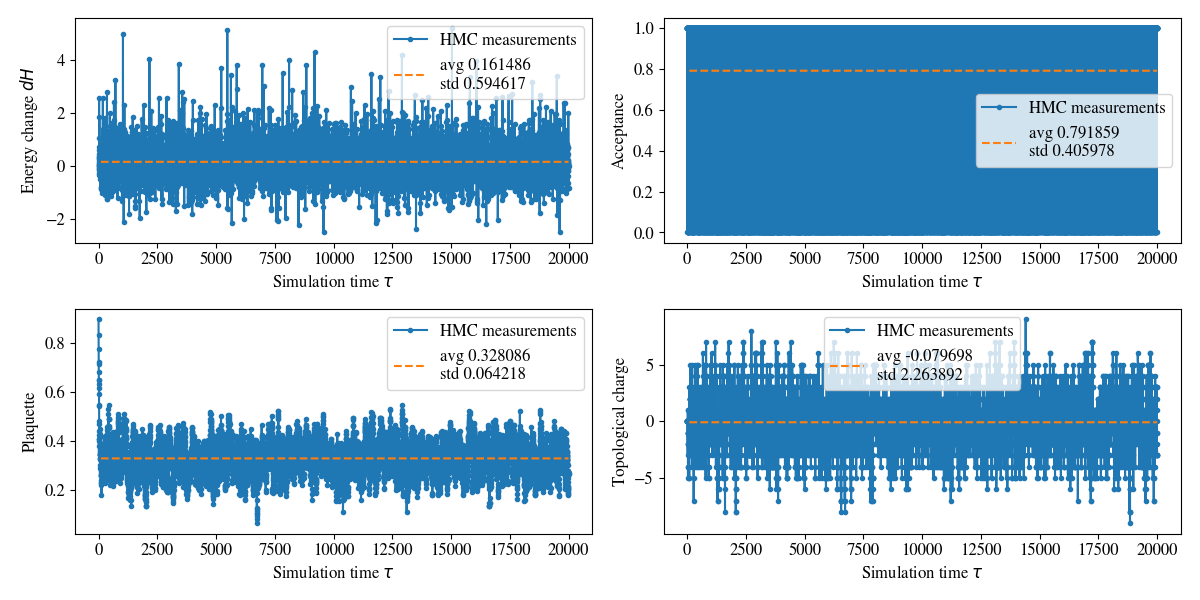 Energy change dH
4
2
0
−2
HMC measurements
avg 0.161486
std 0.594617
0 2500 5000 7500 10000 12500 15000 17500 20000
Simulation time τ
Acceptance
1.0
0.8
0.6
0.4
0.2
0.0
HMC measurements
avg 0.791859
std 0.405978
0 2500 5000 7500 10000 12500 15000 17500 20000
Simulation time τ
Plaquette
0.8
0.6
0.4
0.2
HMC measurements
avg 0.328086
std 0.064218
0 2500 5000 7500 10000 12500 15000 17500 20000
Simulation time τ
Topological charge
5
0
−5
HMC measurements
avg -0.079698
std 2.263892
0 2500 5000 7500 10000 12500 15000 17500 20000
Simulation time τ